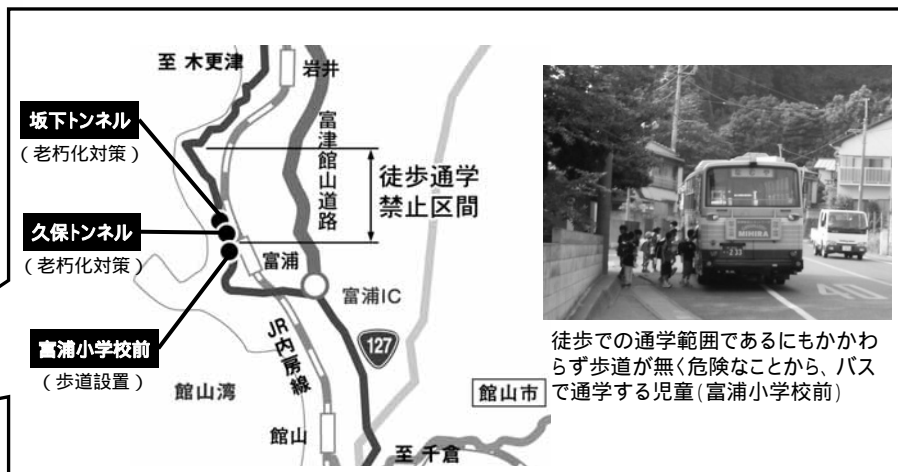 至 木更津
岩井
坂下トンネル
（老朽化対策）
富津館山道路
徒歩通学
禁止区間
久保トンネル
（老朽化対策）
富浦
富浦IC
富浦小学校前
（歩道設置）
JR内房線
127
館山湾
館山市
館山
至 千倉
MIHIRA
233
40
徒歩での通学範囲であるにもかかわ
らず歩道が無く危険なことから、バス
で通学する児童（富浦小学校前）